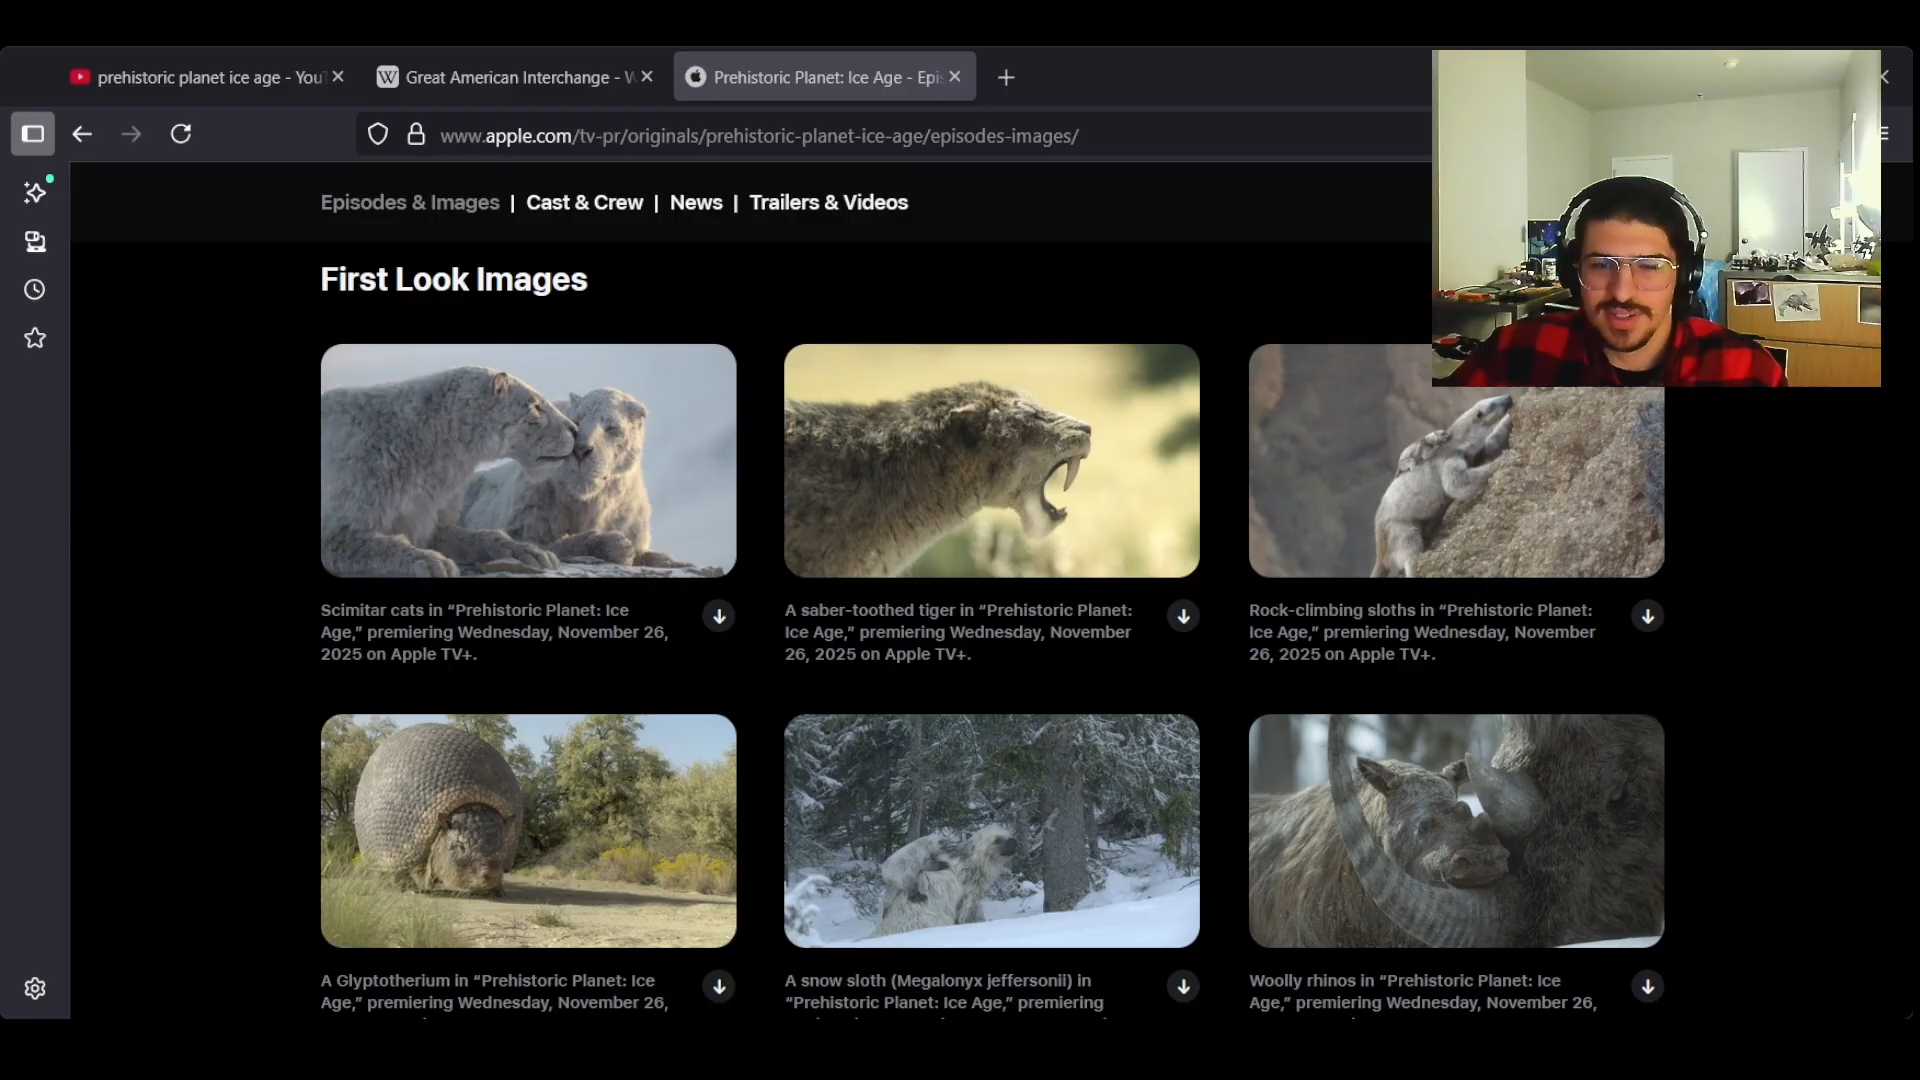 prehistoric planet ice age - You
Great American Interchange - W
Prehistoric Planet: Ice Age - Epi
www.apple.com/tv-pr/originals/prehistoric-planet-ice-age/episodes-images/
Episodes & Images | Cast & Crew | News | Trailers & Videos
First Look Images
Scimitar cats in “Prehistoric Planet: Ice
Age,” premiering Wednesday, November 26,
2025 on Apple TV+.
A saber-toothed tiger in “Prehistoric Planet:
Ice Age,” premiering Wednesday, November
26, 2025 on Apple TV+.
Rock-climbing sloths in “Prehistoric Planet:
Ice Age,” premiering Wednesday, November
26, 2025 on Apple TV+.
A Glyptotherium in “Prehistoric Planet: Ice
Age,” premiering Wednesday, November 26,
A snow sloth (Megalonyx jeffersonii) in
“Prehistoric Planet: Ice Age,” premiering
Woolly rhinos in “Prehistoric Planet: Ice
Age,” premiering Wednesday, November 26,